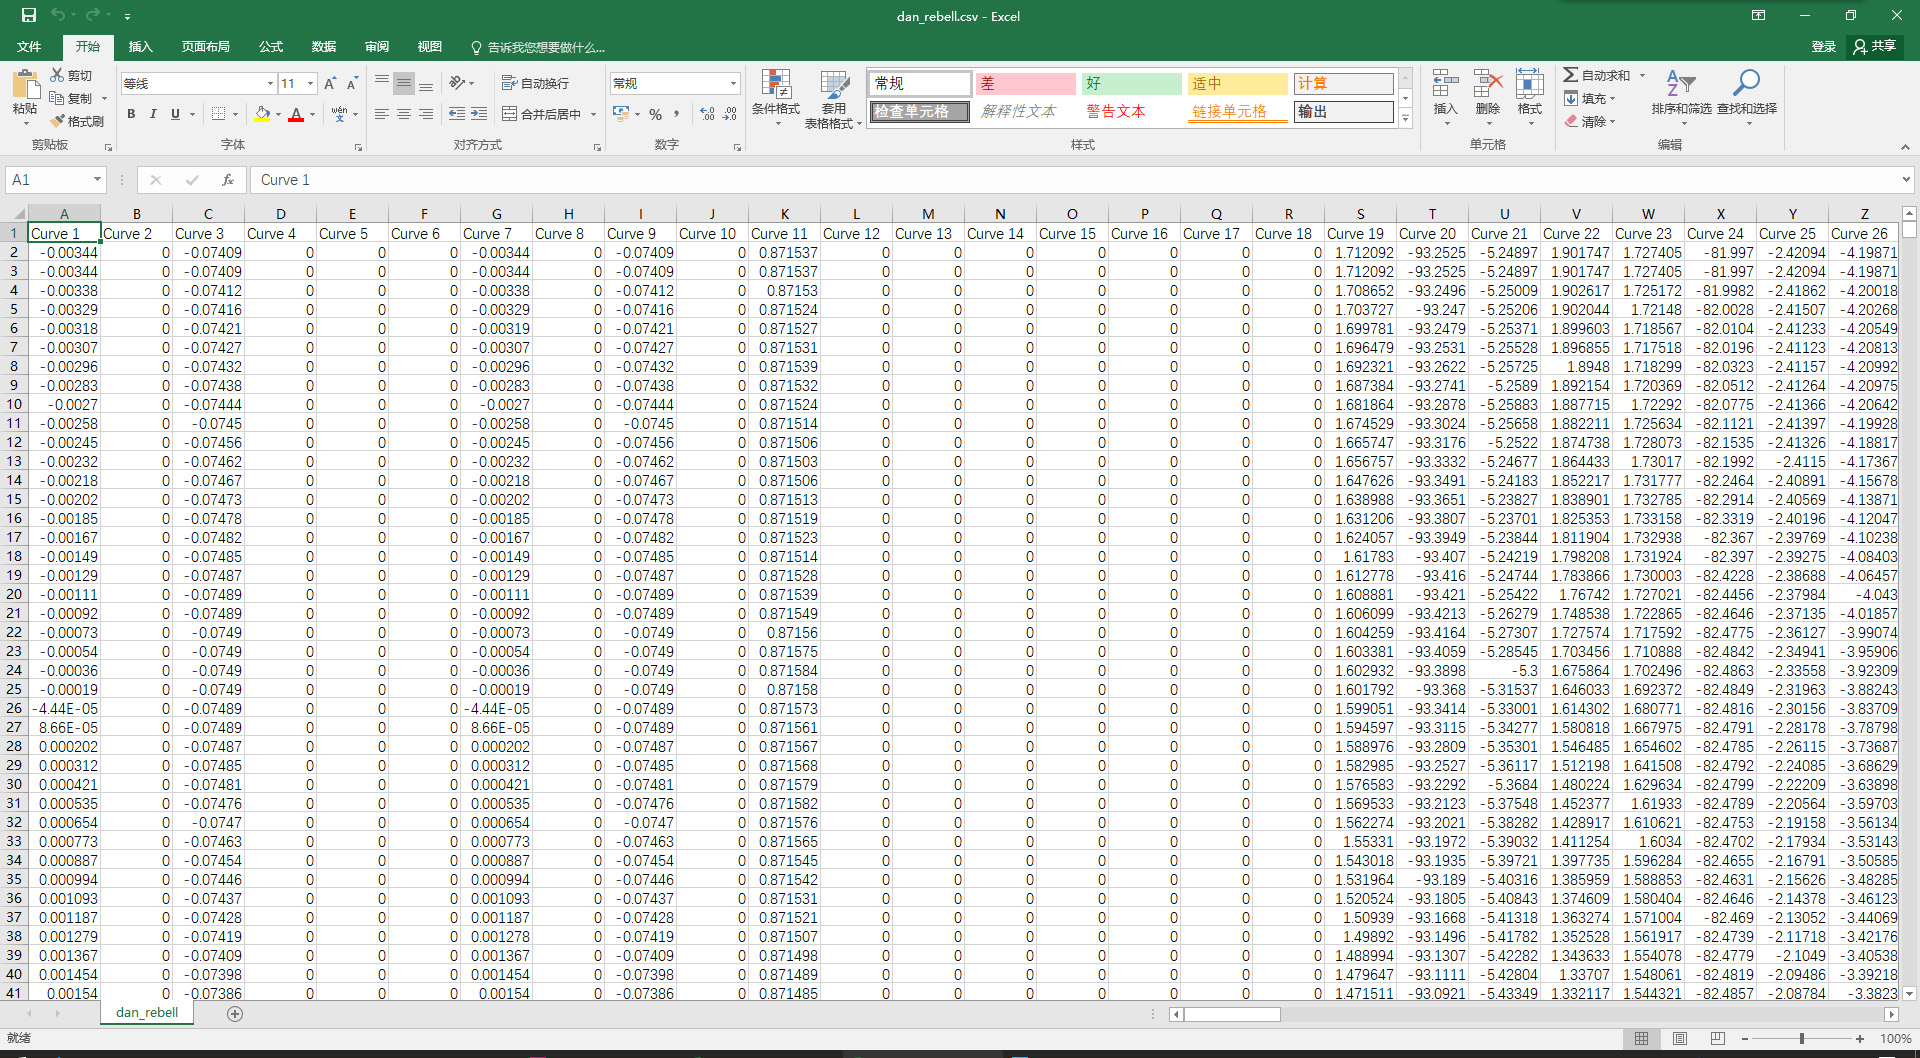 dan_rebell.csv - Excel
文件 开始 插入 页面布局 公式 数据 审阅 视图 告诉我您想要做什么... 登录 共享
剪切 等线 11 自动换行 常规 常规 差 好 适中 计算 自动求和
粘贴 复制 条件格式 套用 插入 删除 格式 填充 排序和筛选 查找和选择
格式刷 B I U wén 合并后居中 % 表格格式 检查单元格 解释性文本 警告文本 链接单元格 输出 清除
剪贴板 字体 对齐方式 数字 样式 单元格 编辑
A1 fx Curve 1
A B C D E F G H I J K L M N O P Q R S T U V W X Y Z
1 Curve 1 Curve 2 Curve 3 Curve 4 Curve 5 Curve 6 Curve 7 Curve 8 Curve 9 Curve 10 Curve 11 Curve 12 Curve 13 Curve 14 Curve 15 Curve 16 Curve 17 Curve 18 Curve 19 Curve 20 Curve 21 Curve 22 Curve 23 Curve 24 Curve 25 Curve 26
2 -0.00344 0 -0.07409 0 0 0 -0.00344 0 -0.07409 0 0.871537 0 0 0 0 0 0 0 1.712092 -93.2525 -5.24897 1.901747 1.727405 -81.997 -2.42094 -4.19871
3 -0.00344 0 -0.07409 0 0 0 -0.00344 0 -0.07409 0 0.871537 0 0 0 0 0 0 0 1.712092 -93.2525 -5.24897 1.901747 1.727405 -81.997 -2.42094 -4.19871
4 -0.00338 0 -0.07412 0 0 0 -0.00338 0 -0.07412 0 0.87153 0 0 0 0 0 0 0 1.708652 -93.2496 -5.25009 1.902617 1.725172 -81.9982 -2.41862 -4.20018
5 -0.00329 0 -0.07416 0 0 0 -0.00329 0 -0.07416 0 0.871524 0 0 0 0 0 0 0 1.703727 -93.247 -5.25206 1.902044 1.72148 -82.0028 -2.41507 -4.20268
6 -0.00318 0 -0.07421 0 0 0 -0.00319 0 -0.07421 0 0.871527 0 0 0 0 0 0 0 1.699781 -93.2479 -5.25371 1.899603 1.718567 -82.0104 -2.41233 -4.20549
7 -0.00307 0 -0.07427 0 0 0 -0.00307 0 -0.07427 0 0.871531 0 0 0 0 0 0 0 1.696479 -93.2531 -5.25528 1.896855 1.717518 -82.0196 -2.41123 -4.20813
8 -0.00296 0 -0.07432 0 0 0 -0.00296 0 -0.07432 0 0.871539 0 0 0 0 0 0 0 1.692321 -93.2622 -5.25725 1.8948 1.718299 -82.0323 -2.41157 -4.20992
9 -0.00283 0 -0.07438 0 0 0 -0.00283 0 -0.07438 0 0.871532 0 0 0 0 0 0 0 1.687384 -93.2741 -5.2589 1.892154 1.720369 -82.0512 -2.41264 -4.20975
10 -0.0027 0 -0.07444 0 0 0 -0.0027 0 -0.07444 0 0.871524 0 0 0 0 0 0 0 1.681864 -93.2878 -5.25883 1.887715 1.72292 -82.0775 -2.41366 -4.20642
11 -0.00258 0 -0.0745 0 0 0 -0.00258 0 -0.0745 0 0.871514 0 0 0 0 0 0 0 1.674529 -93.3024 -5.25658 1.882211 1.725634 -82.1121 -2.41397 -4.19928
12 -0.00245 0 -0.07456 0 0 0 -0.00245 0 -0.07456 0 0.871506 0 0 0 0 0 0 0 1.665747 -93.3176 -5.2522 1.874738 1.728073 -82.1535 -2.41326 -4.18817
13 -0.00232 0 -0.07462 0 0 0 -0.00232 0 -0.07462 0 0.871503 0 0 0 0 0 0 0 1.656757 -93.3332 -5.24677 1.864433 1.73017 -82.1992 -2.4115 -4.17367
14 -0.00218 0 -0.07467 0 0 0 -0.00218 0 -0.07467 0 0.871506 0 0 0 0 0 0 0 1.647626 -93.3491 -5.24183 1.852217 1.731777 -82.2464 -2.40891 -4.15678
15 -0.00202 0 -0.07473 0 0 0 -0.00202 0 -0.07473 0 0.871513 0 0 0 0 0 0 0 1.638988 -93.3651 -5.23827 1.838901 1.732785 -82.2914 -2.40569 -4.13871
16 -0.00185 0 -0.07478 0 0 0 -0.00185 0 -0.07478 0 0.871519 0 0 0 0 0 0 0 1.631206 -93.3807 -5.23701 1.825353 1.733158 -82.3319 -2.40196 -4.12047
17 -0.00167 0 -0.07482 0 0 0 -0.00167 0 -0.07482 0 0.871523 0 0 0 0 0 0 0 1.624057 -93.3949 -5.23844 1.811904 1.732938 -82.367 -2.39769 -4.10238
18 -0.00149 0 -0.07485 0 0 0 -0.00149 0 -0.07485 0 0.871514 0 0 0 0 0 0 0 1.61783 -93.407 -5.24219 1.798208 1.731924 -82.397 -2.39275 -4.08403
19 -0.00129 0 -0.07487 0 0 0 -0.00129 0 -0.07487 0 0.871528 0 0 0 0 0 0 0 1.612778 -93.416 -5.24744 1.783866 1.730003 -82.4228 -2.38688 -4.06457
20 -0.00111 0 -0.07489 0 0 0 -0.00111 0 -0.07489 0 0.871539 0 0 0 0 0 0 0 1.608881 -93.421 -5.25422 1.76742 1.727021 -82.4456 -2.37984 -4.043
21 -0.00092 0 -0.07489 0 0 0 -0.00092 0 -0.07489 0 0.871549 0 0 0 0 0 0 0 1.606099 -93.4213 -5.26279 1.748538 1.722865 -82.4646 -2.37135 -4.01857
22 -0.00073 0 -0.0749 0 0 0 -0.00073 0 -0.0749 0 0.87156 0 0 0 0 0 0 0 1.604259 -93.4164 -5.27307 1.727574 1.717592 -82.4775 -2.36127 -3.99074
23 -0.00054 0 -0.0749 0 0 0 -0.00054 0 -0.0749 0 0.871575 0 0 0 0 0 0 0 1.603381 -93.4059 -5.28545 1.703456 1.710888 -82.4842 -2.34941 -3.95906
24 -0.00036 0 -0.0749 0 0 0 -0.00036 0 -0.0749 0 0.871584 0 0 0 0 0 0 0 1.602932 -93.3898 -5.3 1.675864 1.702496 -82.4863 -2.33558 -3.92309
25 -0.00019 0 -0.0749 0 0 0 -0.00019 0 -0.0749 0 0.87158 0 0 0 0 0 0 0 1.601792 -93.368 -5.31537 1.646033 1.692372 -82.4849 -2.31963 -3.88243
26 -4.44E-05 0 -0.07489 0 0 0 -4.44E-05 0 -0.07489 0 0.871573 0 0 0 0 0 0 0 1.599051 -93.3414 -5.33001 1.614302 1.680771 -82.4816 -2.30156 -3.83709
27 8.66E-05 0 -0.07489 0 0 0 8.66E-05 0 -0.07489 0 0.871561 0 0 0 0 0 0 0 1.594597 -93.3115 -5.34277 1.580818 1.667975 -82.4791 -2.28178 -3.78798
28 0.000202 0 -0.07487 0 0 0 0.000202 0 -0.07487 0 0.871567 0 0 0 0 0 0 0 1.588976 -93.2809 -5.35301 1.546485 1.654602 -82.4785 -2.26115 -3.73687
29 0.000312 0 -0.07485 0 0 0 0.000312 0 -0.07485 0 0.871568 0 0 0 0 0 0 0 1.582985 -93.2527 -5.36117 1.512198 1.641508 -82.4792 -2.24085 -3.68629
30 0.000421 0 -0.07481 0 0 0 0.000421 0 -0.07481 0 0.871579 0 0 0 0 0 0 0 1.576583 -93.2292 -5.3684 1.480224 1.629634 -82.4799 -2.22209 -3.63898
31 0.000535 0 -0.07476 0 0 0 0.000535 0 -0.07476 0 0.871582 0 0 0 0 0 0 0 1.569533 -93.2123 -5.37548 1.452377 1.61933 -82.4789 -2.20564 -3.59703
32 0.000654 0 -0.0747 0 0 0 0.000654 0 -0.0747 0 0.871576 0 0 0 0 0 0 0 1.562274 -93.2021 -5.38282 1.428917 1.610621 -82.4753 -2.19158 -3.56134
33 0.000773 0 -0.07463 0 0 0 0.000773 0 -0.07463 0 0.871565 0 0 0 0 0 0 0 1.55331 -93.1972 -5.39032 1.411254 1.6034 -82.4702 -2.17934 -3.53143
34 0.000887 0 -0.07454 0 0 0 0.000887 0 -0.07454 0 0.871545 0 0 0 0 0 0 0 1.543018 -93.1935 -5.39721 1.397735 1.596284 -82.4655 -2.16791 -3.50585
35 0.000994 0 -0.07446 0 0 0 0.000994 0 -0.07446 0 0.871542 0 0 0 0 0 0 0 1.531964 -93.189 -5.40316 1.385959 1.588853 -82.4631 -2.15626 -3.48285
36 0.001093 0 -0.07437 0 0 0 0.001093 0 -0.07437 0 0.871531 0 0 0 0 0 0 0 1.520524 -93.1805 -5.40843 1.374609 1.580404 -82.4646 -2.14378 -3.46123
37 0.001187 0 -0.07428 0 0 0 0.001187 0 -0.07428 0 0.871521 0 0 0 0 0 0 0 1.50939 -93.1668 -5.41318 1.363274 1.571004 -82.469 -2.13052 -3.44069
38 0.001279 0 -0.07419 0 0 0 0.001278 0 -0.07419 0 0.871507 0 0 0 0 0 0 0 1.49892 -93.1496 -5.41782 1.352528 1.561917 -82.4739 -2.11718 -3.42176
39 0.001367 0 -0.07409 0 0 0 0.001367 0 -0.07409 0 0.871498 0 0 0 0 0 0 0 1.488994 -93.1307 -5.42282 1.343633 1.554078 -82.4779 -2.1049 -3.40538
40 0.001454 0 -0.07398 0 0 0 0.001454 0 -0.07398 0 0.871489 0 0 0 0 0 0 0 1.479647 -93.1111 -5.42804 1.33707 1.548061 -82.4819 -2.09486 -3.39218
41 0.00154 0 -0.07386 0 0 0 0.00154 0 -0.07386 0 0.871485 0 0 0 0 0 0 0 1.471511 -93.0921 -5.43349 1.332117 1.544321 -82.4857 -2.08784 -3.3823
dan_rebell
就绪 100%